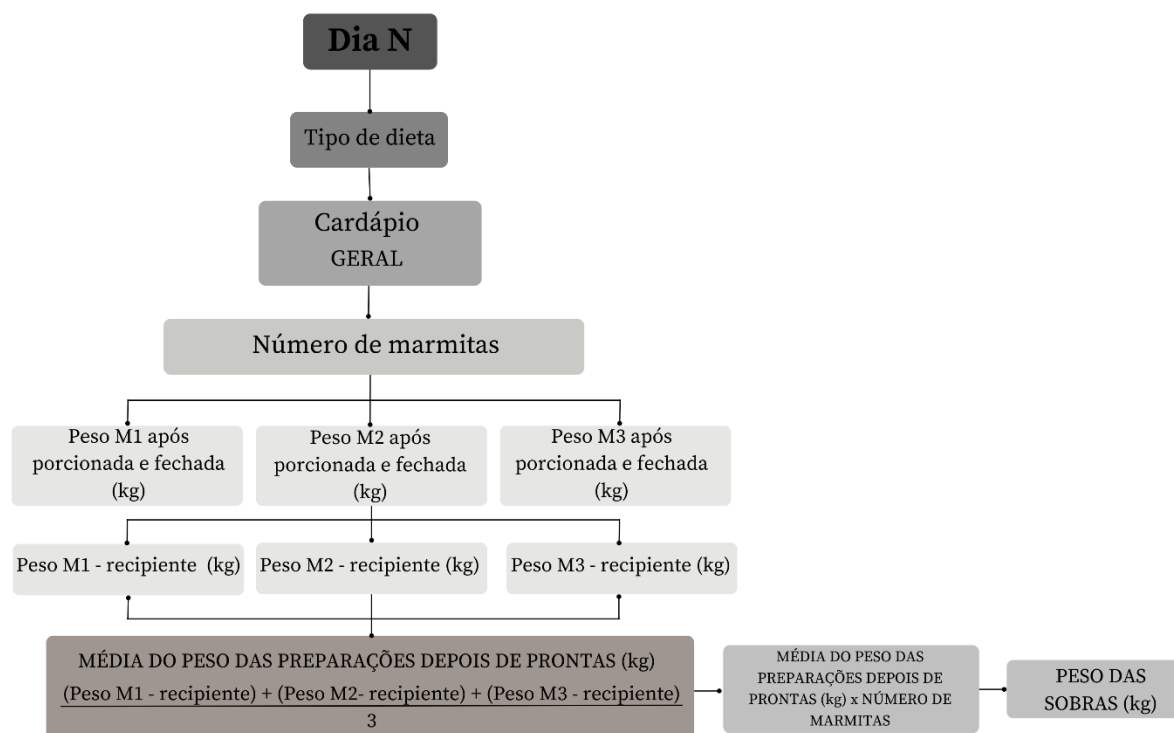 Dia N
Tipo de dieta
Cardápio
GERAL
Número de marmitas
Peso M1 após
porcionada e fechada
(kg)
Peso M2 após
porcionada e fechada
(kg)
Peso M3 após
porcionada e fechada
(kg)
Peso M1 - recipiente (kg)
Peso M2 - recipiente (kg)
Peso M3 - recipiente (kg)
MÉDIA DO PESO DAS PREPARAÇÕES DEPOIS DE PRONTAS (kg)
(Peso M1 - recipiente) + (Peso M2- recipiente) + (Peso M3 - recipiente)
3
MÉDIA DO PESO DAS
PREPARAÇÕES DEPOIS DE
PRONTAS (kg) x NÚMERO DE
MARMITAS
PESO DAS
SOBRAS (kg)